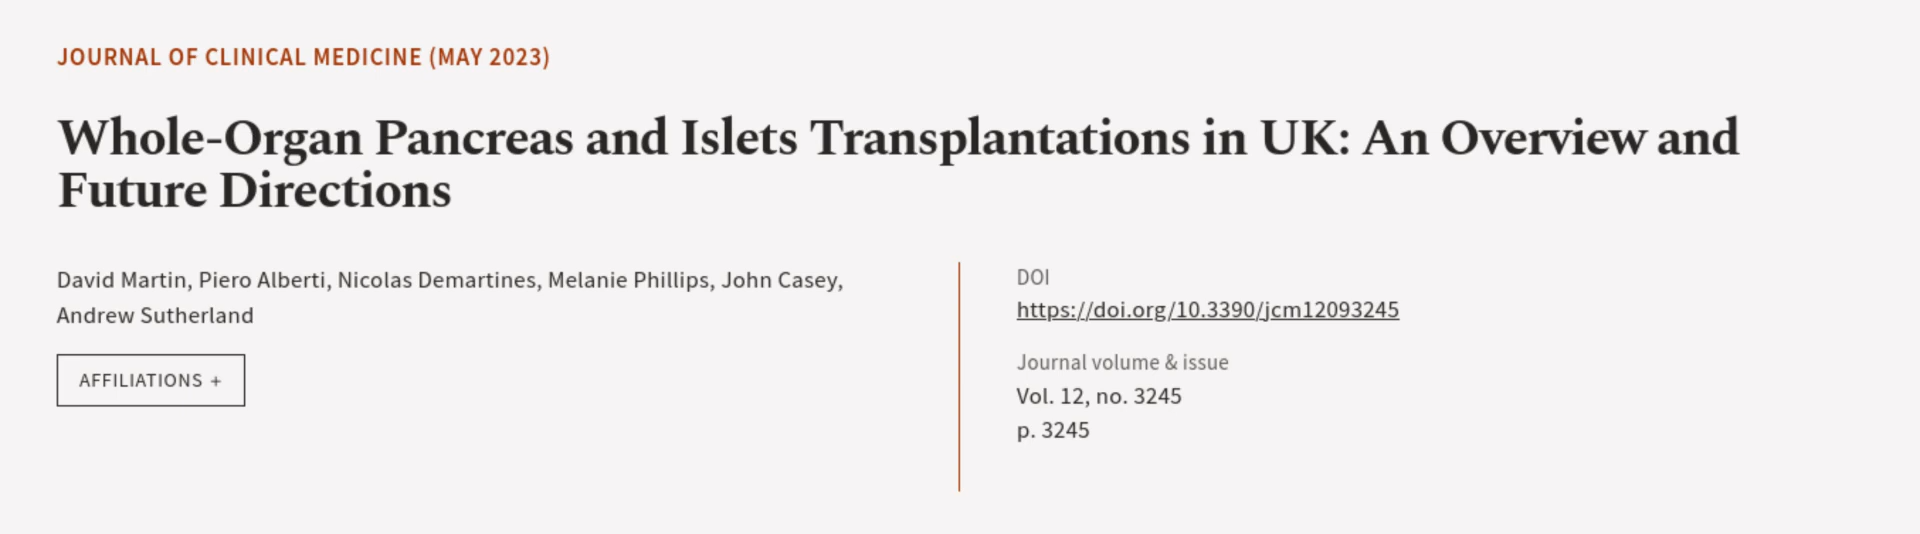 JOURNAL OF CLINICAL MEDICINE (MAY 2023)
Whole-Organ Pancreas and Islets Transplantations in UK: An Overview and
Future Directions
David Martin, Piero Alberti, Nicolas Demartines, Melanie Phillips, John Casey,
Andrew Sutherland
AFFILIATIONS +
DOI
https://doi.org/10.3390/jcm12093245
Journal volume & issue
Vol. 12, no. 3245
p. 3245